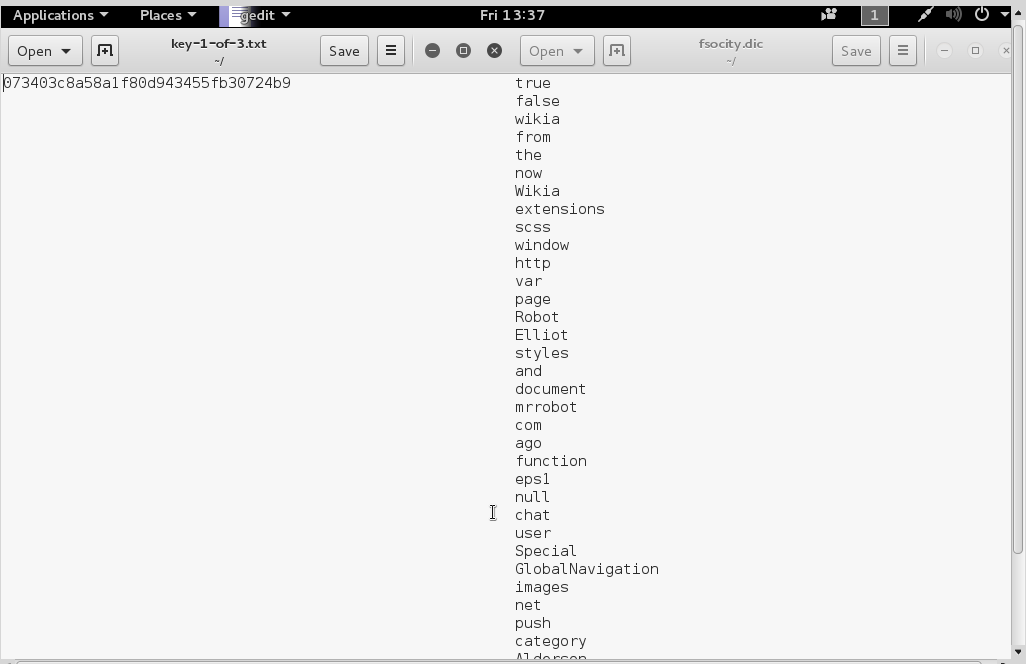 Applications Places gedit Fri 13:37 1
Open key-1-of-3.txt Save Open fsocity.dic Save
~/ ~/
073403c8a58a1f80d943455fb30724b9
true
false
wikia
from
the
now
Wikia
extensions
scss
window
http
var
page
Robot
Elliot
styles
and
document
mrrobot
com
ago
function
eps1
null
chat
user
Special
GlobalNavigation
images
net
push
category
Alderson